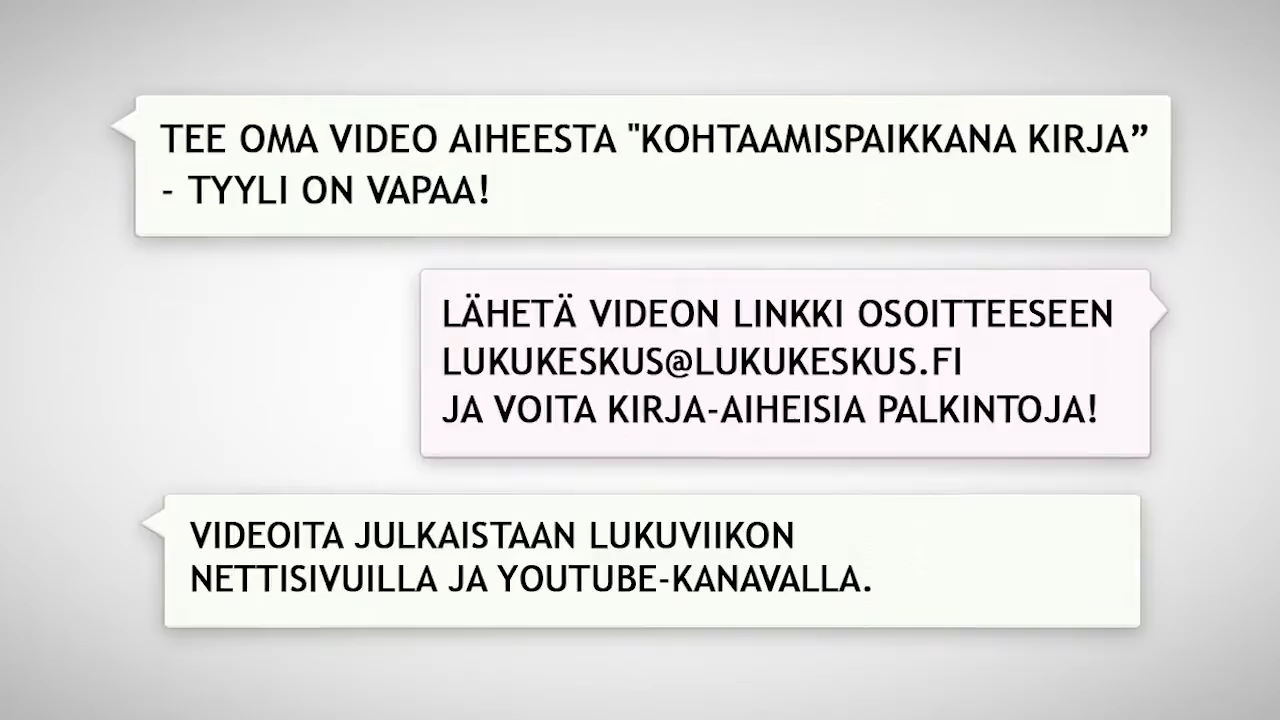 TEE OMA VIDEO AIHEESTA "KOHTAAMISPAIKKANA KIRJA”
- TYYLI ON VAPAA!
LÄHETÄ VIDEON LINKKI OSOITTEESEEN
LUKUKESKUS@LUKUKESKUS.FI
JA VOITA KIRJA-AIHEISIA PALKINTOJA!
VIDEOITA JULKAISTAAN LUKUVIIKON
NETTISIVUILLA JA YOUTUBE-KANAVALLA.